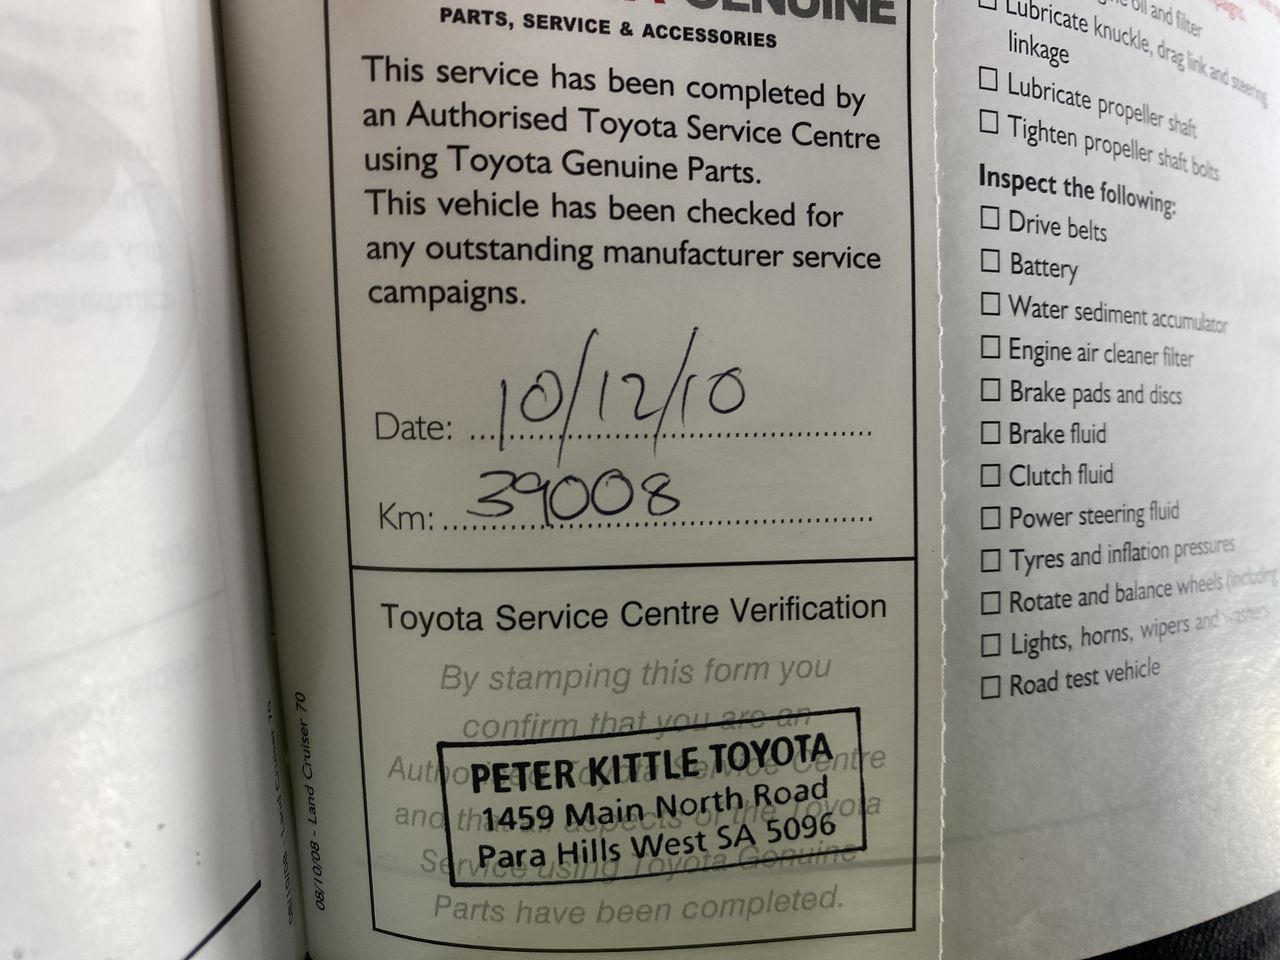 GENUINE
PARTS, SERVICE & ACCESSORIES
This service has been completed by
an Authorised Toyota Service Centre
using Toyota Genuine Parts.
This vehicle has been checked for
any outstanding manufacturer service
campaigns.
Date: 10/12/10
Km: 39008
Toyota Service Centre Verification
By stamping this form you
confirm that you are an
Authorised Toyota Service Centre
and that all aspects of the Toyota
Service using Toyota Genuine
Parts have been completed.
PETER KITTLE TOYOTA
1459 Main North Road
Para Hills West SA 5096
08/10/08 - Land Cruiser 70
oil and filter
Lubricate knuckle, drag link and steering
linkage
Lubricate propeller shaft
Tighten propeller shaft bolts
Inspect the following:
Drive belts
Battery
Water sediment accumulator
Engine air cleaner filter
Brake pads and discs
Brake fluid
Clutch fluid
Power steering fluid
Tyres and inflation pressures
Rotate and balance wheels (including
Lights, horns, wipers and washers
Road test vehicle